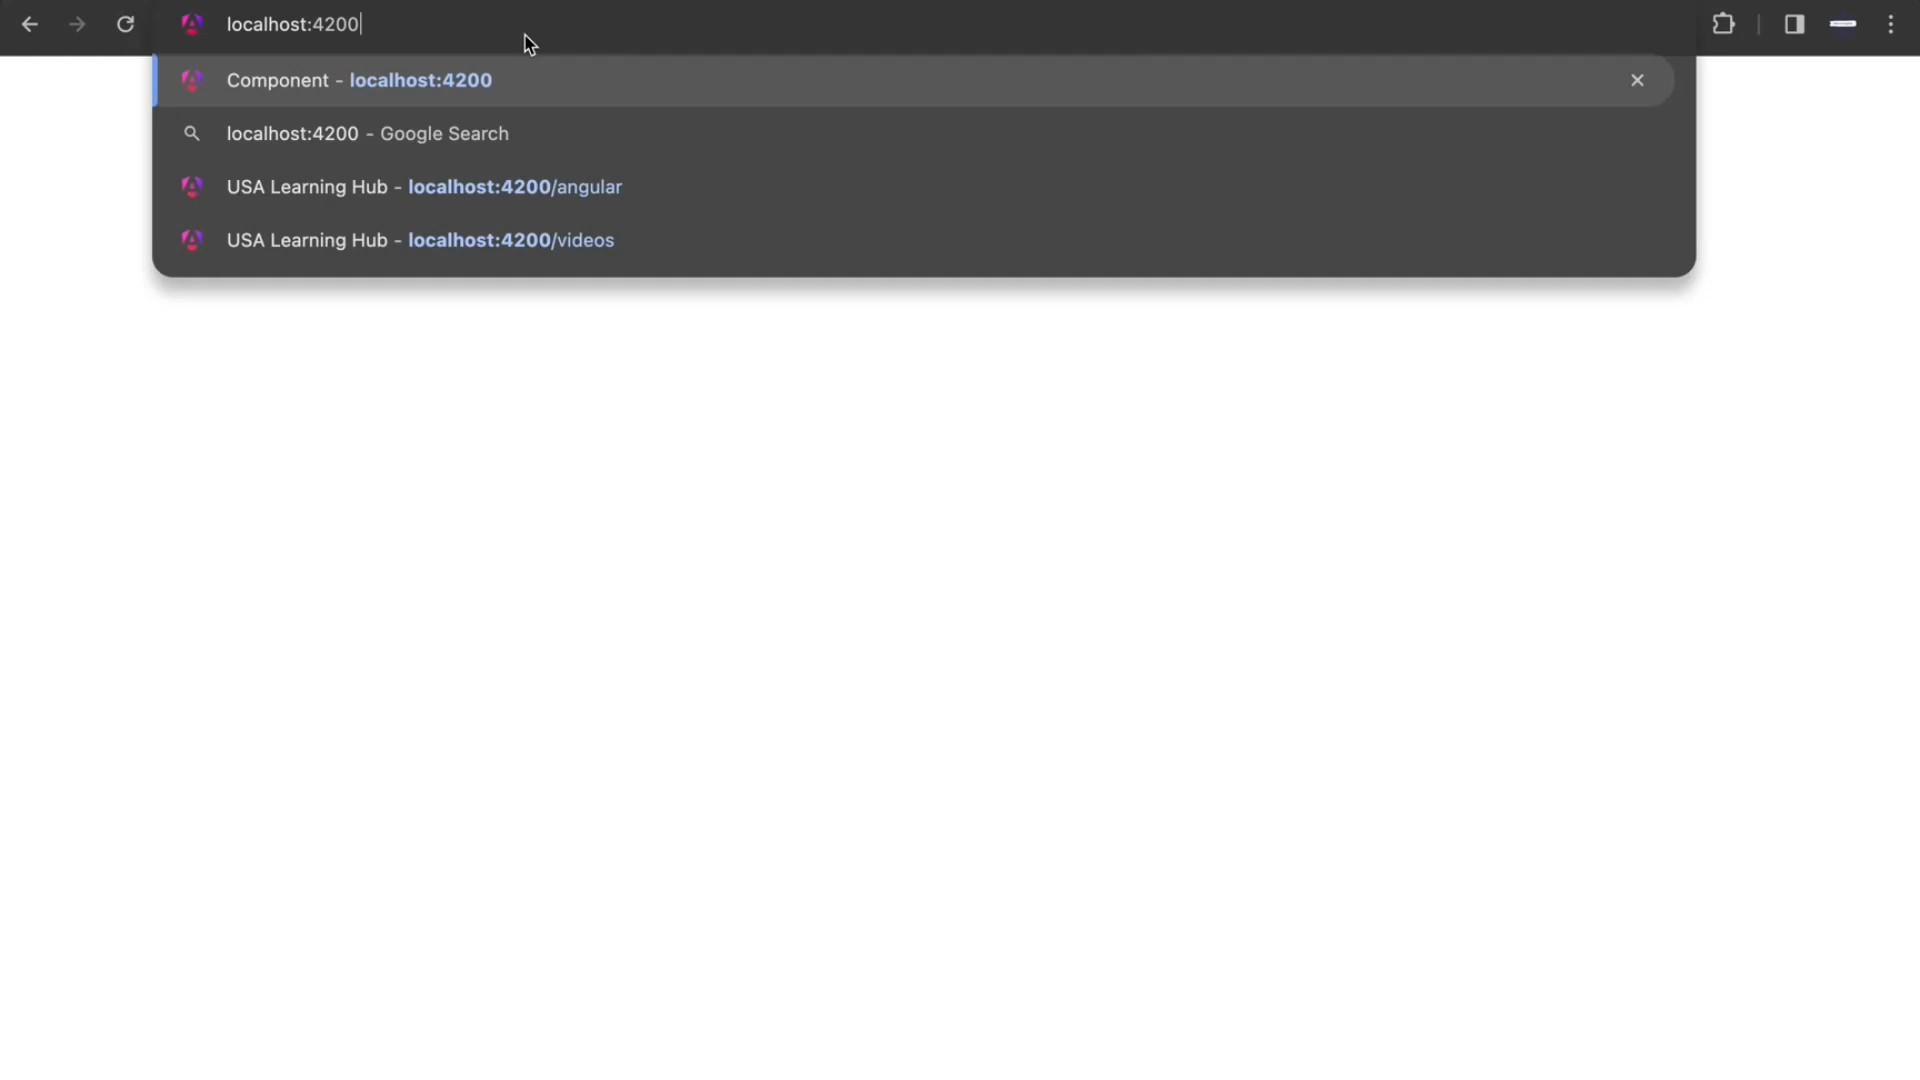 localhost:4200
Component - localhost:4200
localhost:4200 - Google Search
USA Learning Hub - localhost:4200/angular
USA Learning Hub - localhost:4200/videos